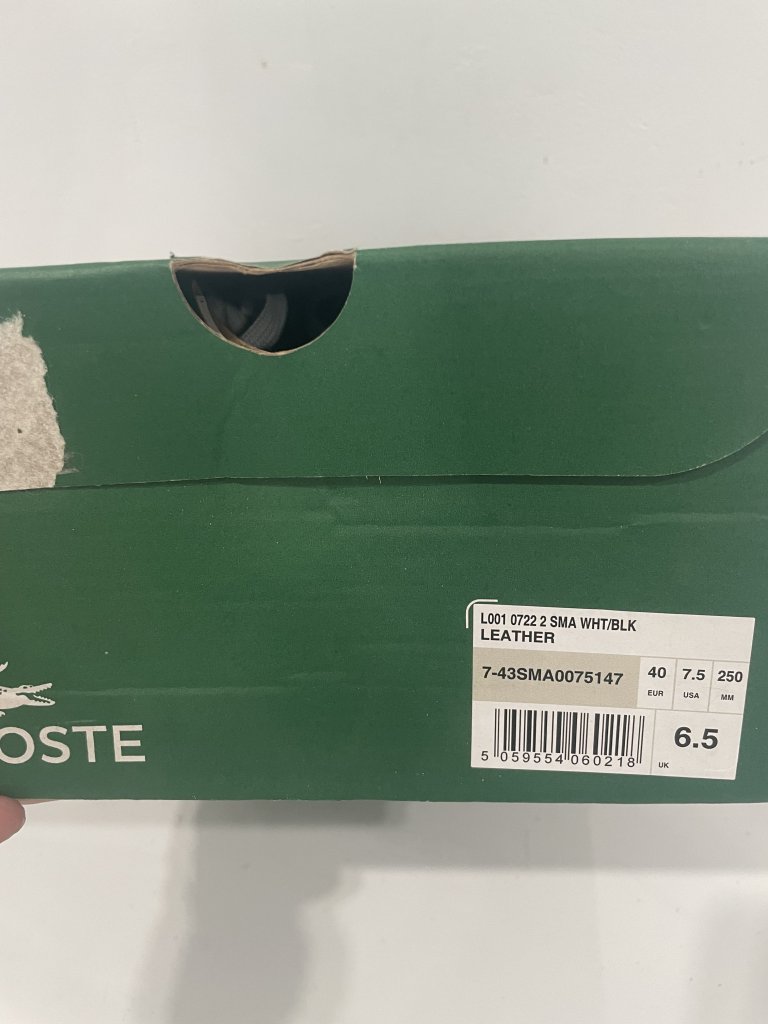 L001 0722 2 SMA WHT/BLK
LEATHER
7-43SMA0075147
40
EUR
7.5
USA
250
MM
5 059554 060218
UK
6.5
OSTE